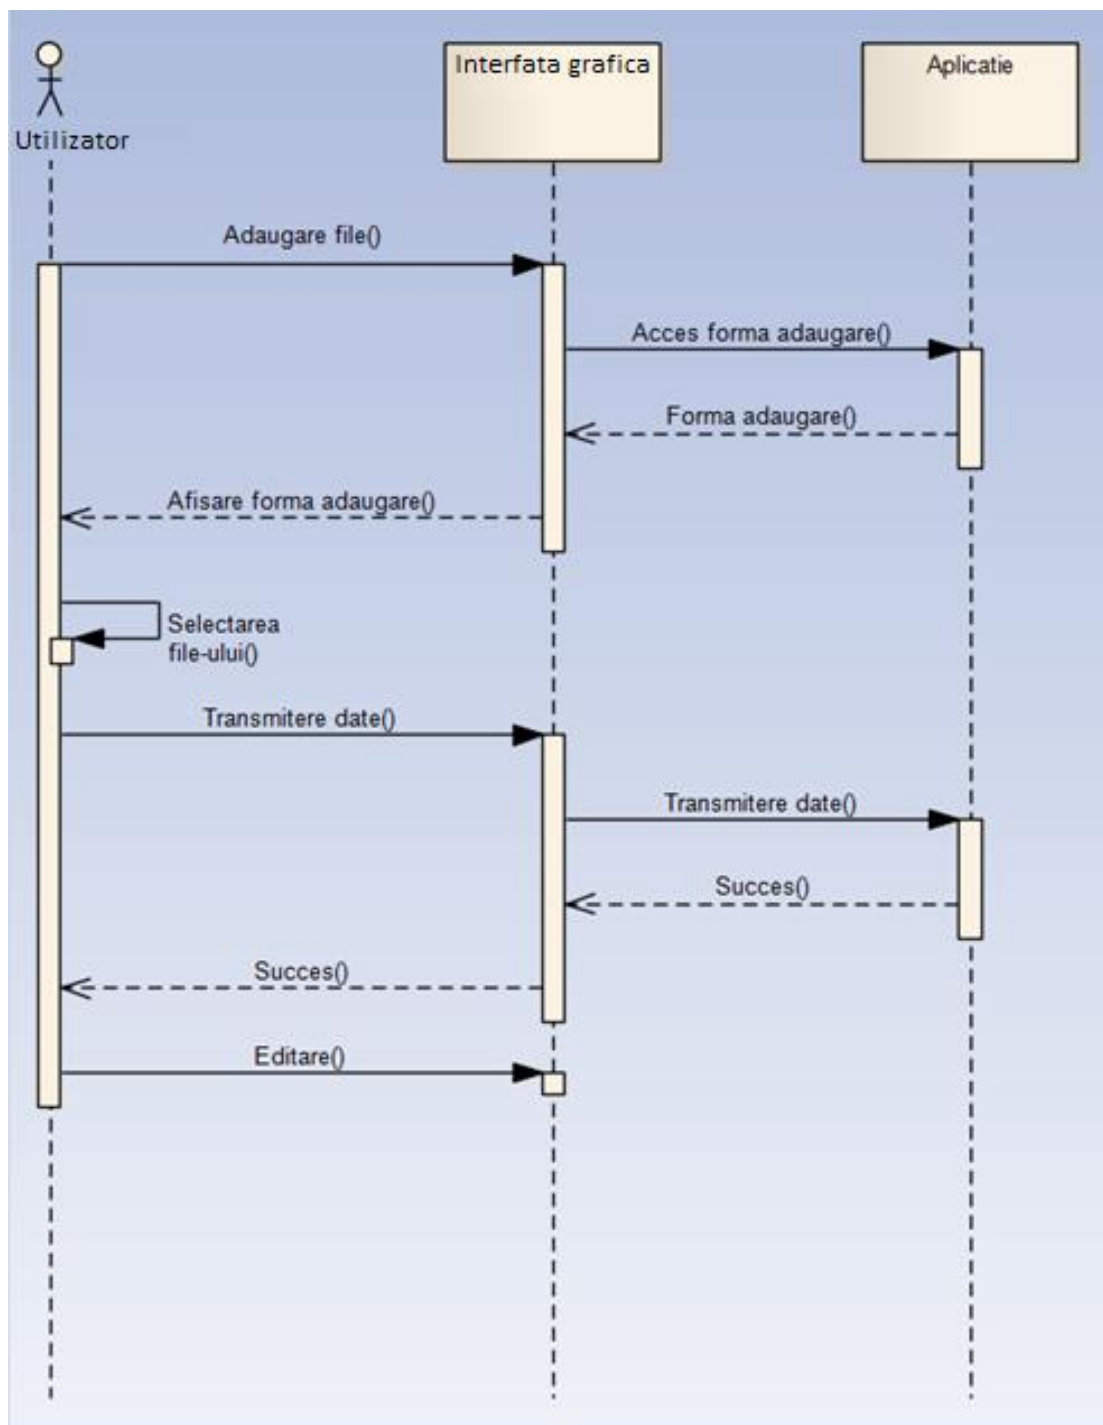 Utilizator
Interfata grafica
Aplicatie
Adaugare file()
Acces forma adaugare()
Forma adaugare()
Afisare forma adaugare()
Selectarea
file-ului()
Transmitere date()
Transmitere date()
Succes()
Succes()
Editare()